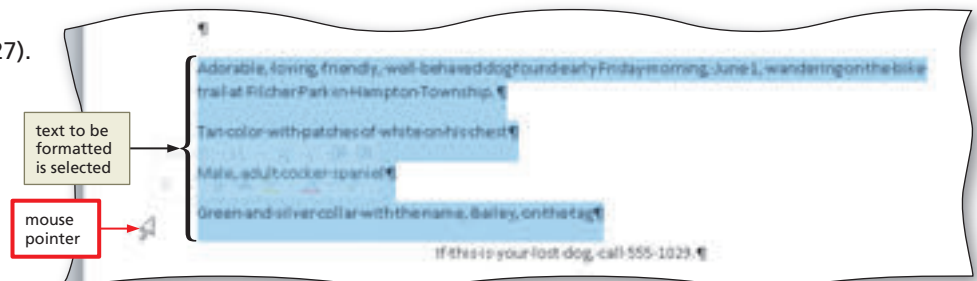 27).
¶
Adorable, loving, friendly, well-behaved dog found early Friday morning, June 1, wandering on the bike
trail at Filcher Park in Hampton Township.¶
text to be
formatted
is selected
Tan color with patches of white on his chest¶
Male, adult cocker spaniel¶
mouse
pointer
Green and silver collar with the name, Bailey, on the tag¶
If this is your lost dog, call 555-1029.¶